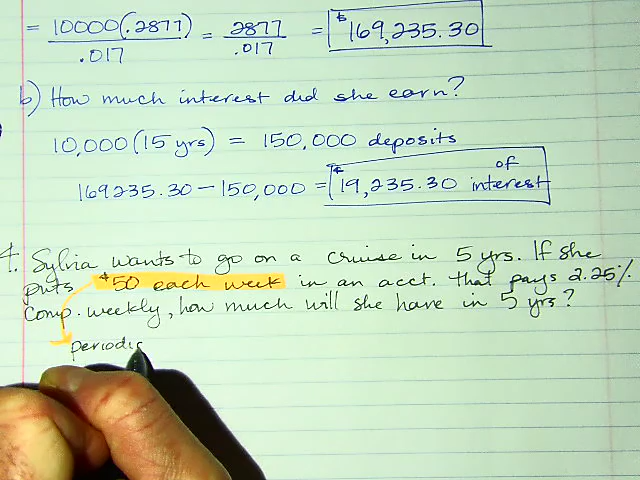 = 10000(.2877) / .017 = 2877 / .017 = $169,235.30
b) How much interest did she earn?
10,000(15 yrs) = 150,000 deposits
169235.30 - 150,000 = $19,235.30 of interest
4. Sylvia wants to go on a cruise in 5 yrs. If she
puts $50 each week in an acct. that pays 2.25%
comp. weekly, how much will she have in 5 yrs?
periodic